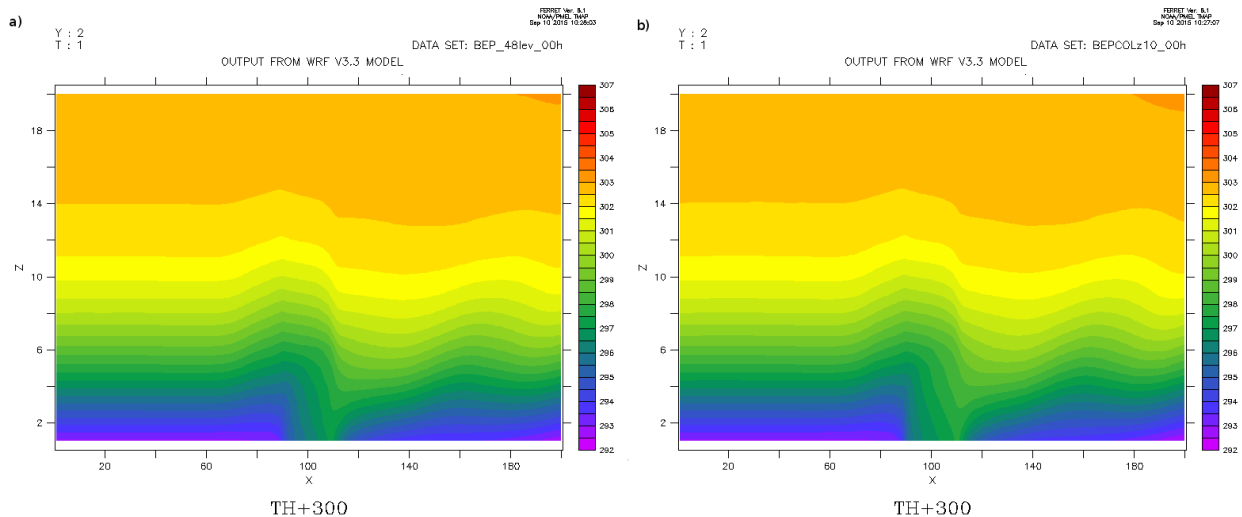 a)
FERRET Ver. 6.1
NOAA/PMEL TMAP
Sep 10 2015 10:28:03
Y : 2
T : 1
DATA SET: BEP_48lev_00h
OUTPUT FROM WRF V3.3 MODEL
307
306
305
304
303
302
301
300
299
298
297
296
295
294
293
292
18
14
10
6
2
Z
20
60
100
140
180
X
TH+300
b)
FERRET Ver. 6.1
NOAA/PMEL TMAP
Sep 10 2015 10:27:07
Y : 2
T : 1
DATA SET: BEPCOLz10_00h
OUTPUT FROM WRF V3.3 MODEL
307
306
305
304
303
302
301
300
299
298
297
296
295
294
293
292
18
14
10
6
2
Z
20
60
100
140
180
X
TH+300